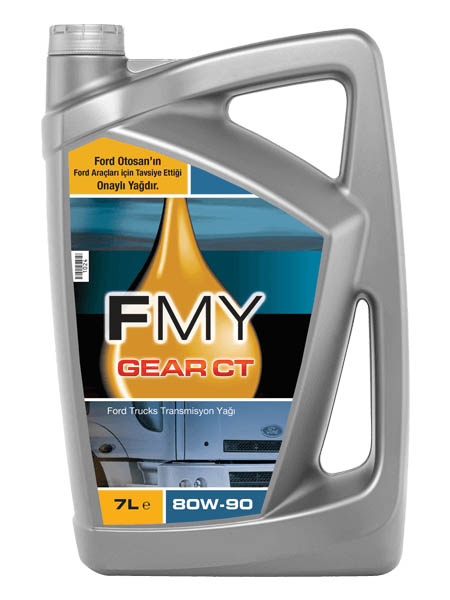 Ford Otosan'ın
Ford Araçları için Tavsiye Ettiği
Onaylı Yağdır.
1024
FMY
GEAR CT
Ford Trucks Transmisyon Yağı
7L e 80W-90